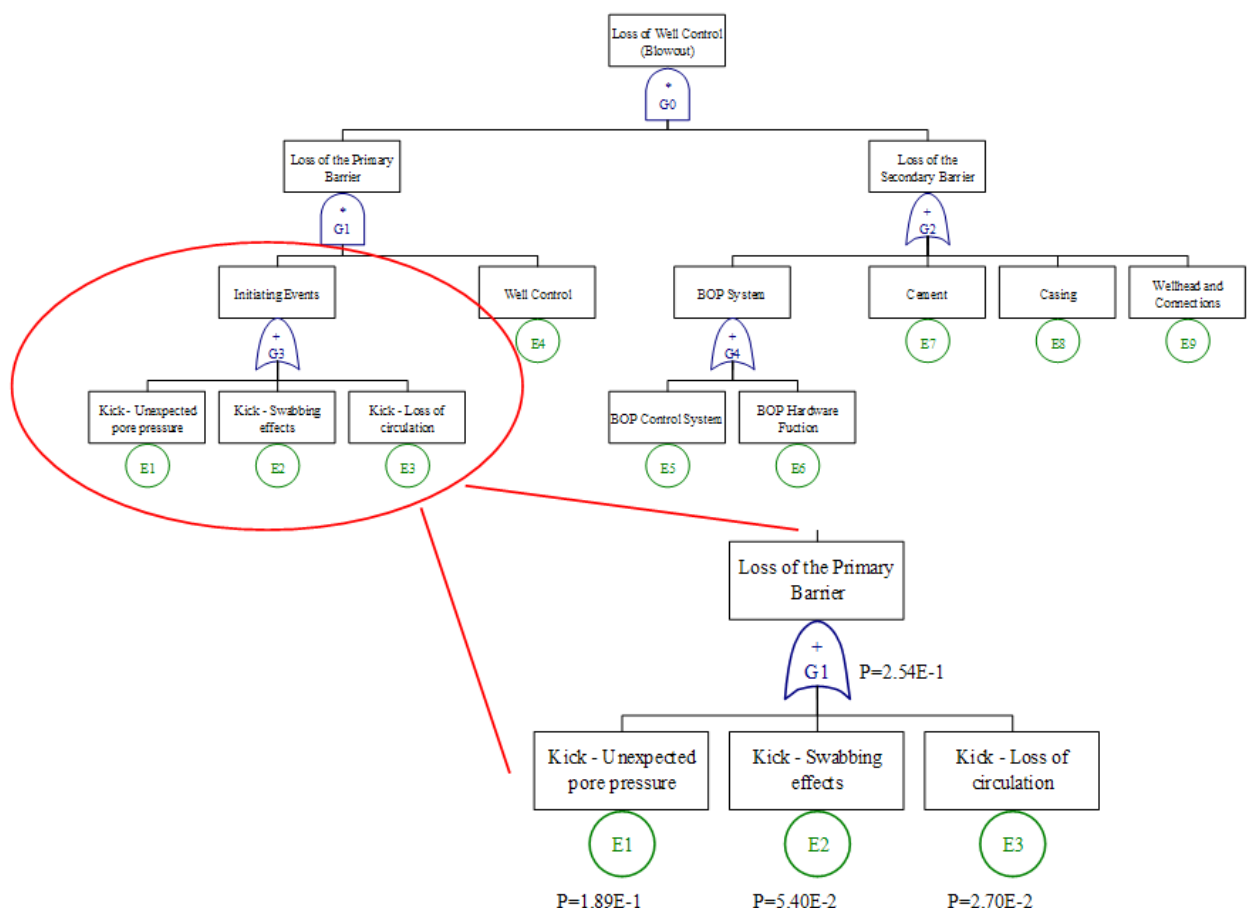 Loss of Well Control
(Blowout)
*
G0
Loss of the Primary
Barrier
Loss of the
Secondary Barrier
*
G1
+
G2
Initiating Events
Well Control
BOP System
Cement
Casing
Wellhead and
Connections
+
G3
E4
+
G4
E7
E8
E9
Kick - Unexpected
pore pressure
Kick - Swabbing
effects
Kick - Loss of
circulation
BOP Control System
BOP Hardware
Fuction
E1
E2
E3
E5
E6
Loss of the Primary
Barrier
+
G1
P=2.54E-1
Kick - Unexpected
pore pressure
Kick - Swabbing
effects
Kick - Loss of
circulation
E1
E2
E3
P=1.89E-1
P=5.40E-2
P=2.70E-2